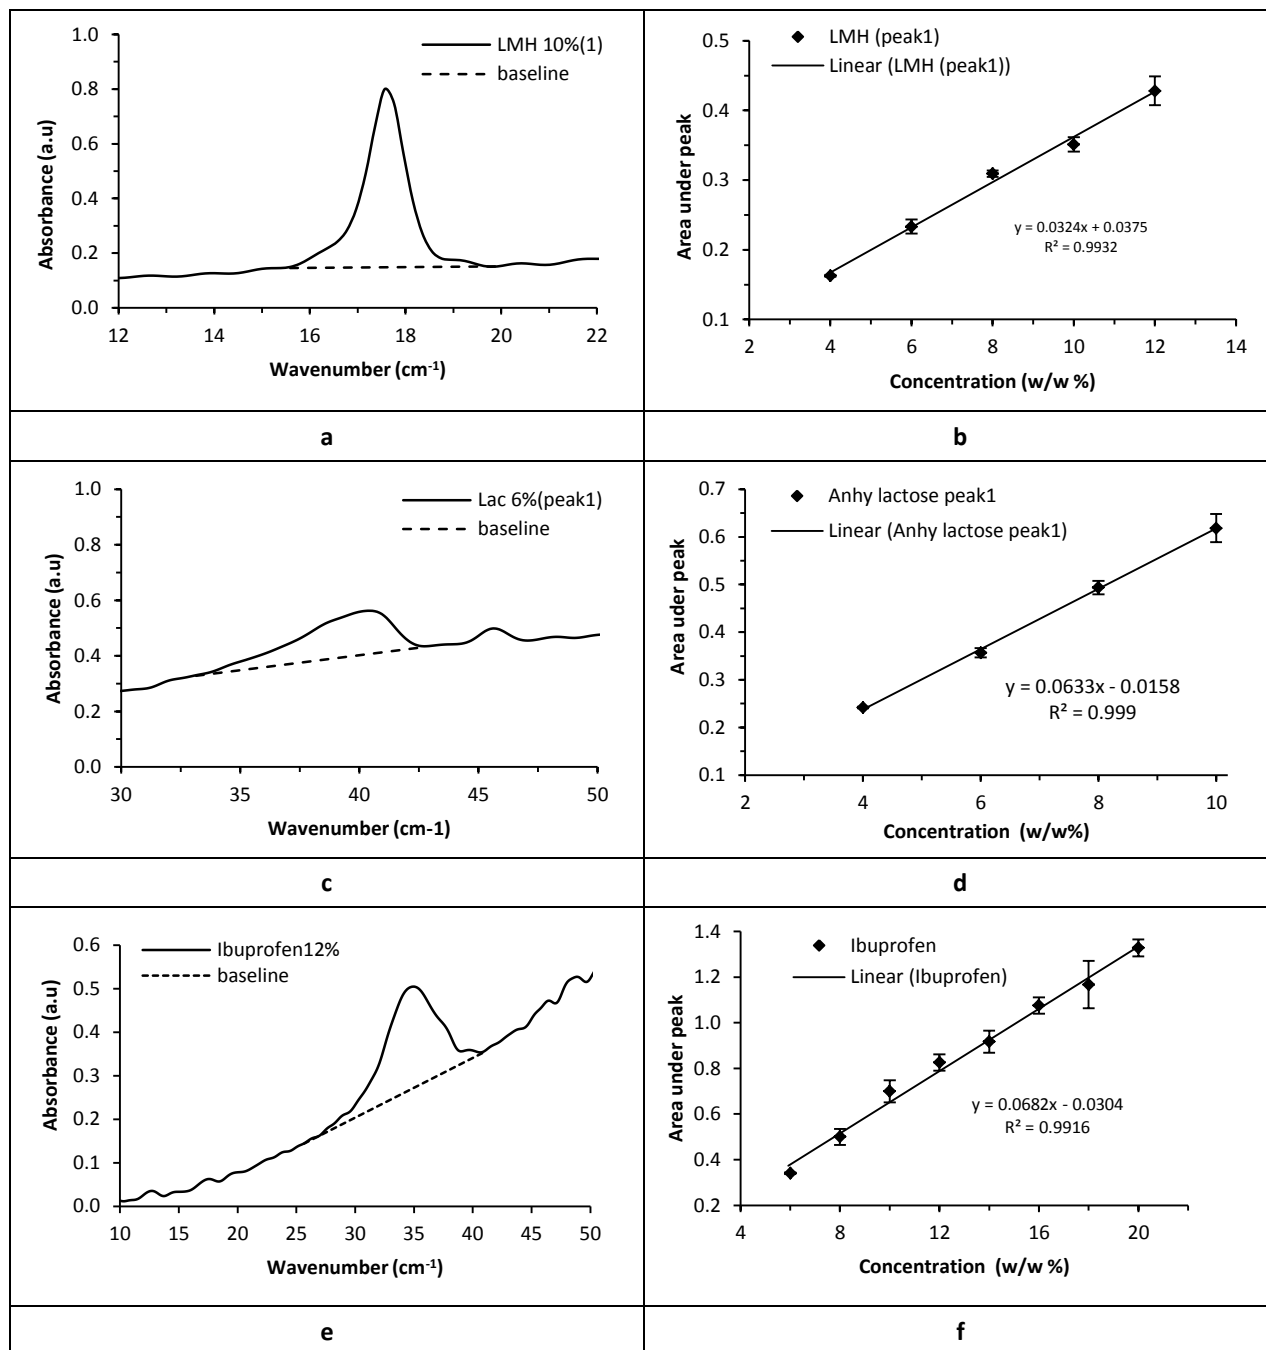 LMH 10%(1)
baseline
1.0
0.8
0.6
0.4
0.2
0.0
Absorbance (a.u)
12 14 16 18 20 22
Wavenumber (cm⁻¹)
LMH (peak1)
Linear (LMH (peak1))
0.5
0.4
0.3
0.2
0.1
Area under peak
y = 0.0324x + 0.0375
R² = 0.9932
2 4 6 8 10 12 14
Concentration (w/w %)
a
b
Lac 6%(peak1)
baseline
1.0
0.8
0.6
0.4
0.2
0.0
Absorbance (a.u)
30 35 40 45 50
Wavenumber (cm-1)
Anhy lactose peak1
Linear (Anhy lactose peak1)
0.7
0.6
0.5
0.4
0.3
0.2
0.1
Area uder peak
y = 0.0633x - 0.0158
R² = 0.999
2 4 6 8 10
Concentration (w/w%)
c
d
Ibuprofen12%
baseline
0.6
0.5
0.4
0.3
0.2
0.1
0.0
Absorbance (a.u)
10 15 20 25 30 35 40 45 50
Wavenumber (cm⁻¹)
Ibuprofen
Linear (Ibuprofen)
1.4
1.2
1.0
0.8
0.6
0.4
0.2
Area under peak
y = 0.0682x - 0.0304
R² = 0.9916
4 8 12 16 20
Concentration (w/w %)
e
f